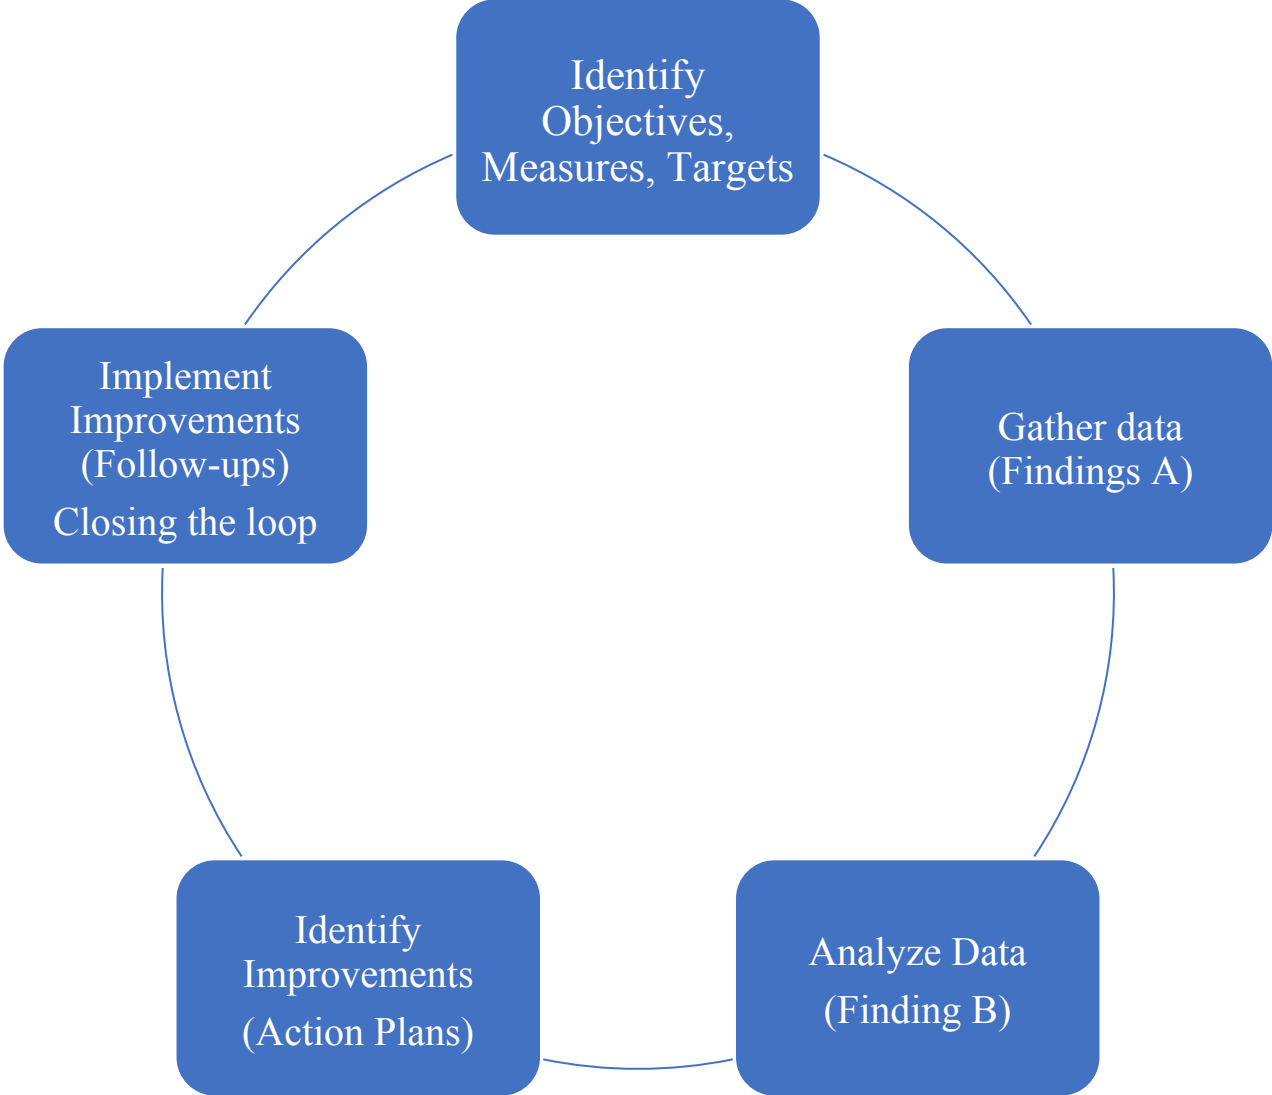 Identify
Objectives,
Measures, Targets
Gather data
(Findings A)
Analyze Data
(Finding B)
Identify
Improvements
(Action Plans)
Implement
Improvements
(Follow-ups)
Closing the loop